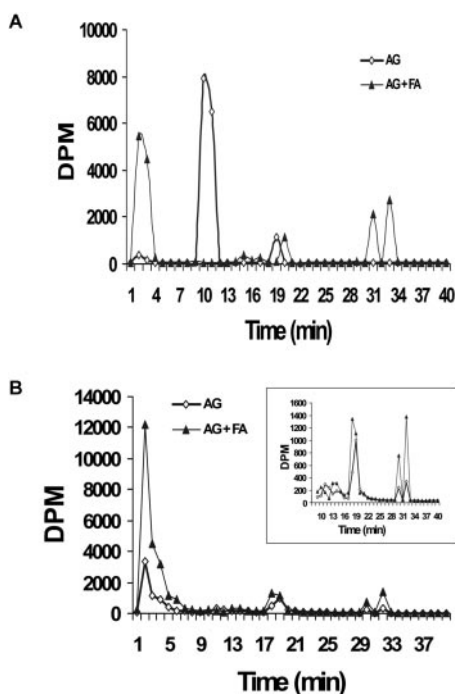 A
DPM
10000
8000
6000
4000
2000
0
AG
AG+FA
1 4 7 10 13 16 19 22 25 28 31 34 37 40
Time (min)
B
DPM
14000
12000
10000
8000
6000
4000
2000
0
AG
AG+FA
1 5 9 13 17 21 25 29 33 37
Time (min)
DPM
1600
1400
1200
1000
800
600
400
200
0
10 13 16 19 22 25 28 31 34 37 40
Time (min)